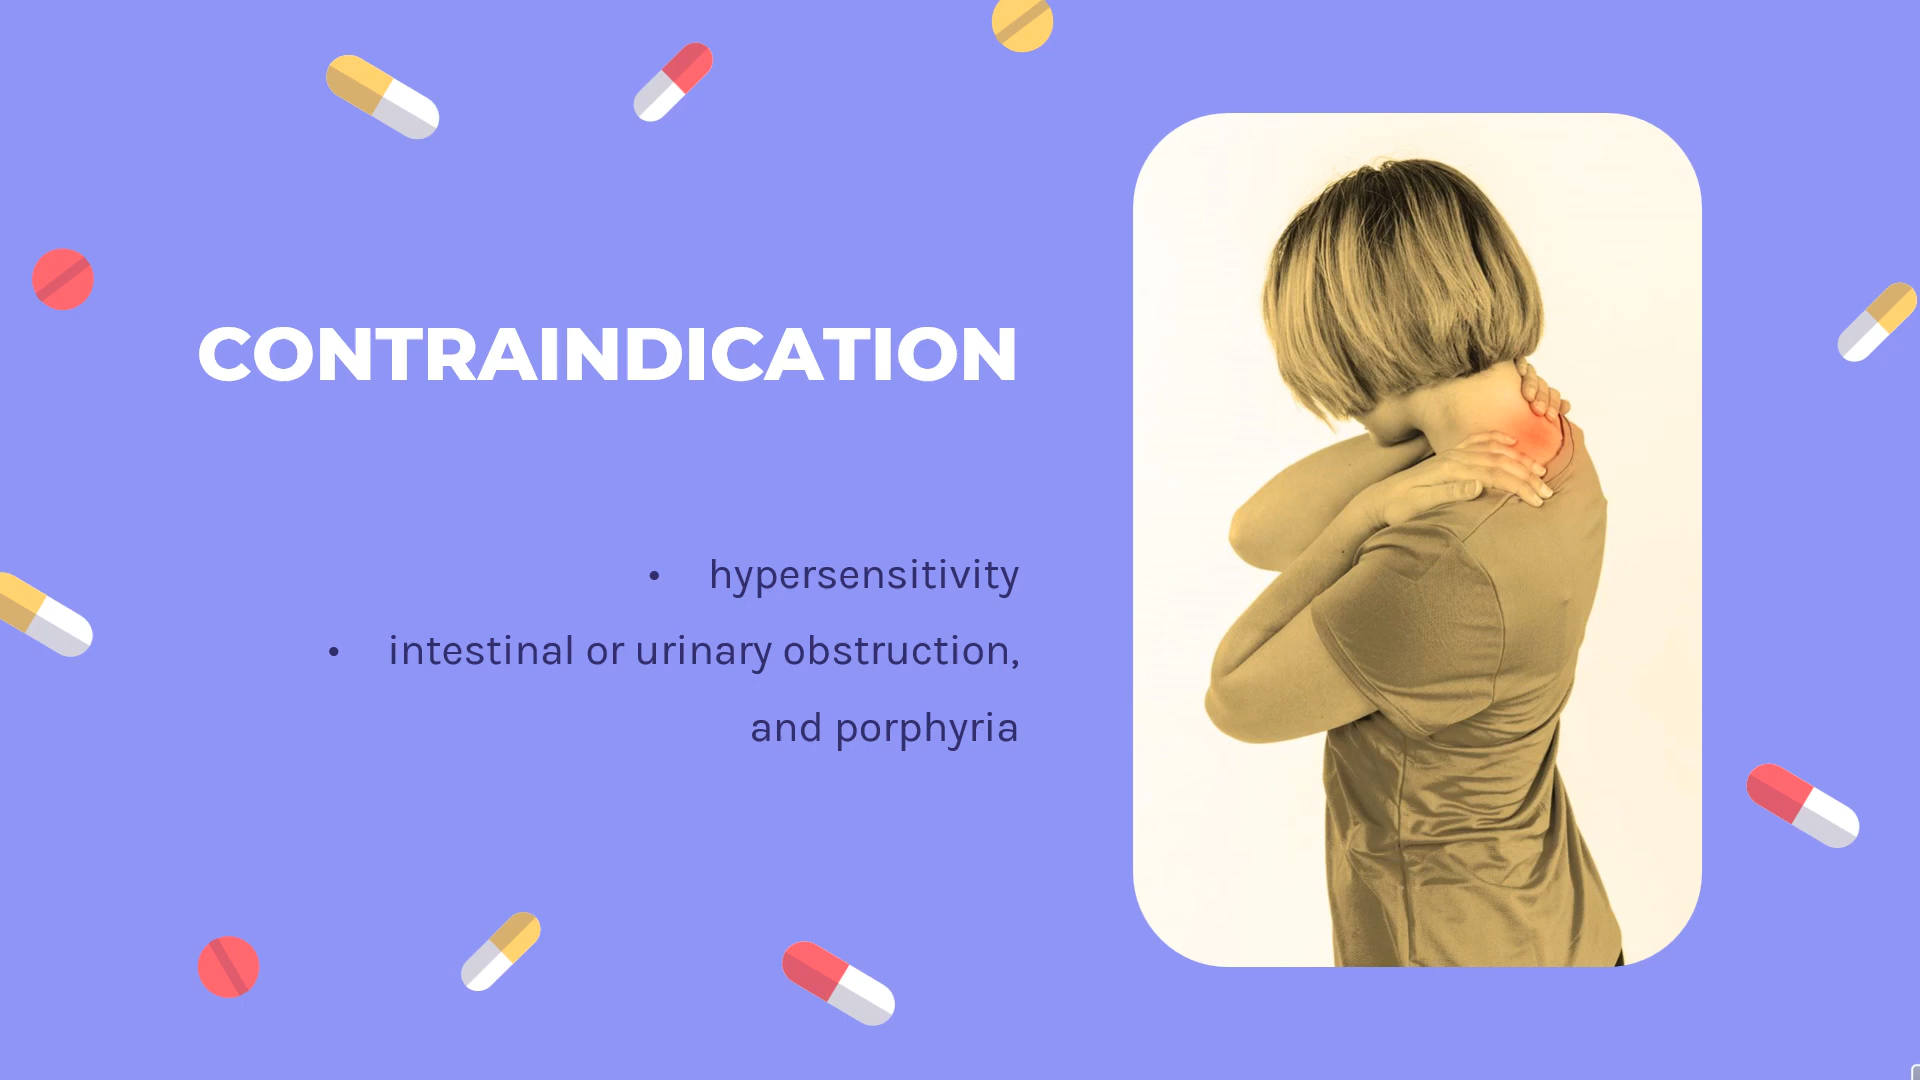 CONTRAINDICATION
• hypersensitivity
• intestinal or urinary obstruction,
and porphyria